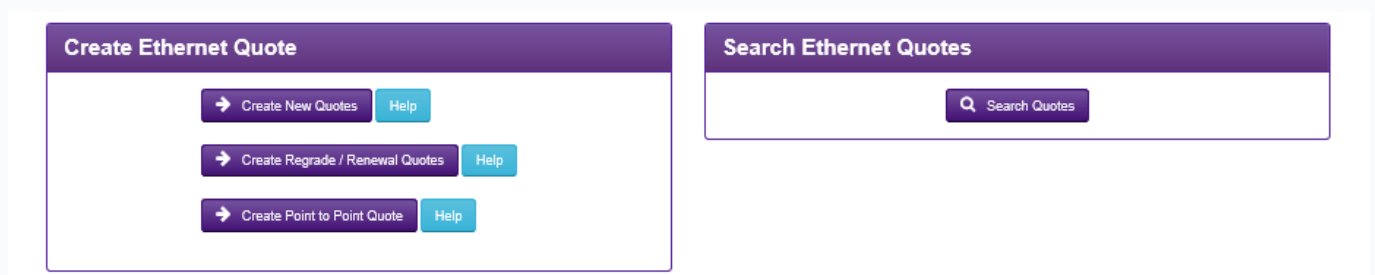 Create Ethernet Quote
Create New Quotes Help
Create Regrade / Renewal Quotes Help
Create Point to Point Quote Help
Search Ethernet Quotes
Search Quotes